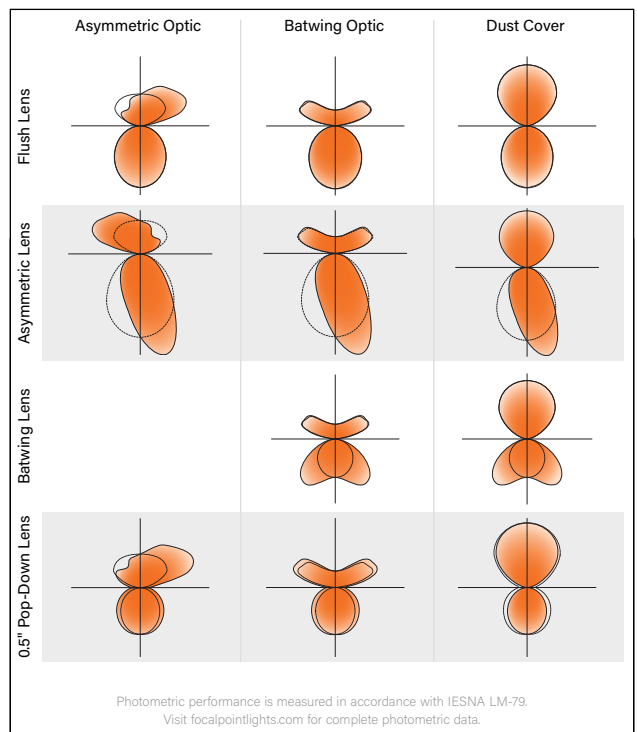 Asymmetric Optic
Batwing Optic
Dust Cover
Flush Lens
Asymmetric Lens
Batwing Lens
0.5" Pop-Down Lens
Photometric performance is measured in accordance with IESNA LM-79.
Visit focalpointlights.com for complete photometric data.